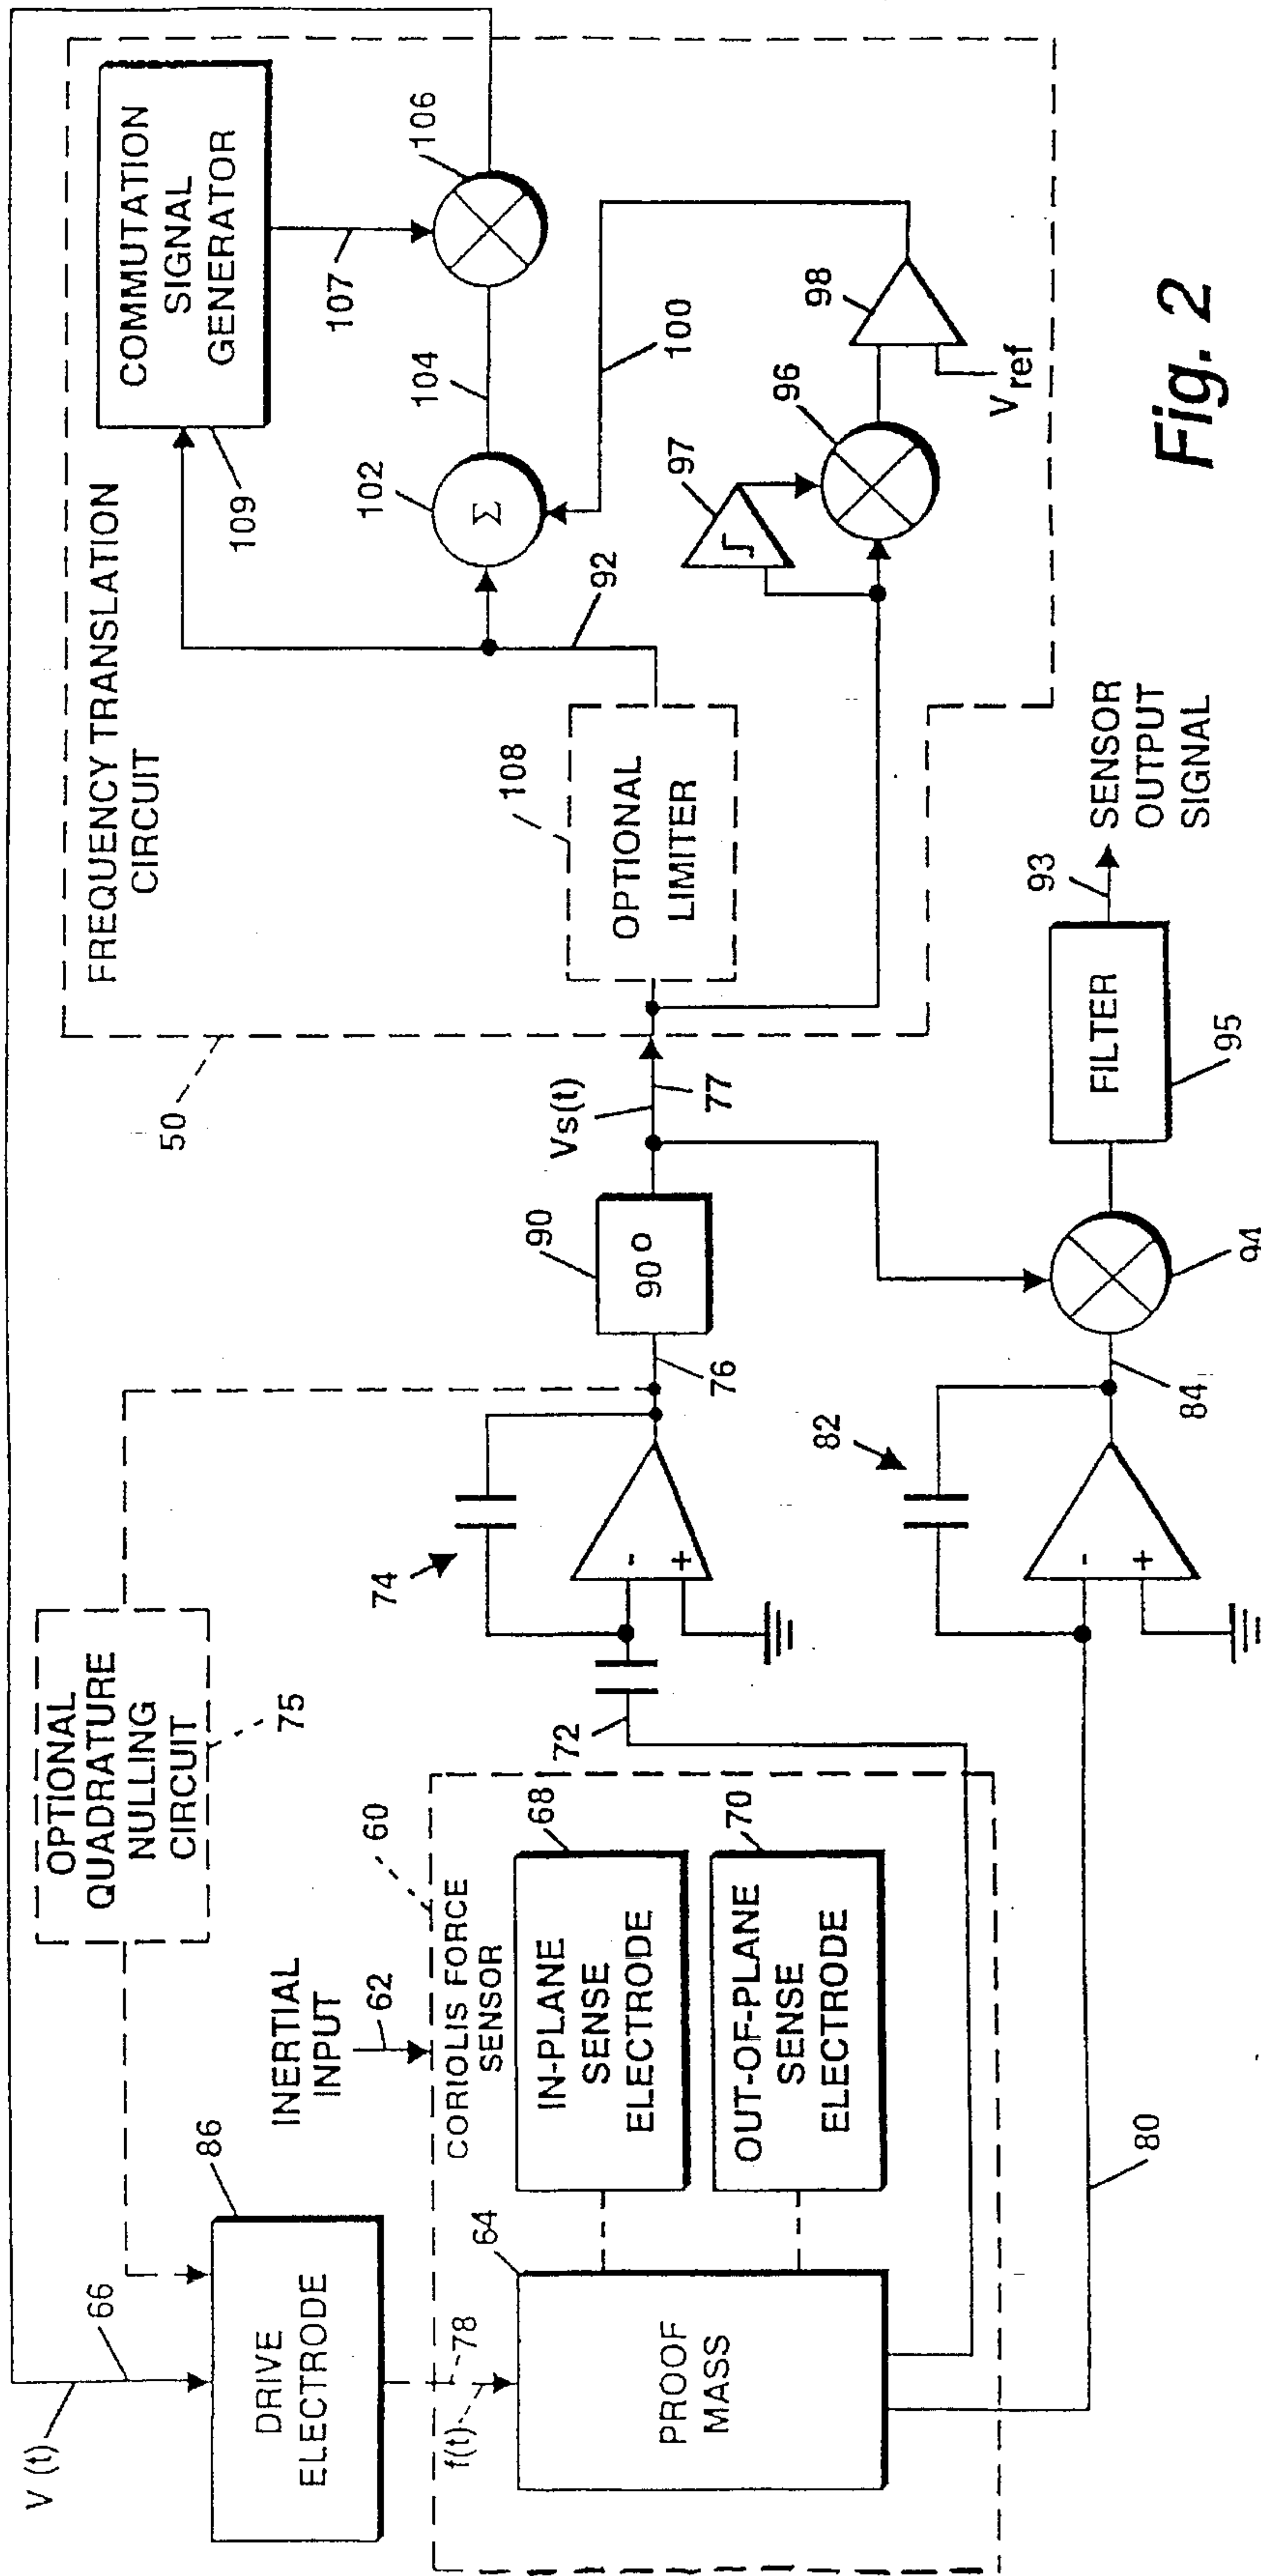 V (t)
66
86
DRIVE
ELECTRODE
OPTIONAL
QUADRATURE
NULLING
CIRCUIT
75
INERTIAL
INPUT
62
60
CORIOLIS FORCE
SENSOR
f(t)
78
64
PROOF
MASS
68
IN-PLANE
SENSE
ELECTRODE
70
OUT-OF-PLANE
SENSE
ELECTRODE
72
80
74
-
+
76
82
-
+
84
90
90°
Vs(t)
77
94
FILTER
95
93
SENSOR
OUTPUT
SIGNAL
50
FREQUENCY TRANSLATION
CIRCUIT
108
OPTIONAL
LIMITER
92
109
COMMUTATION
SIGNAL
GENERATOR
107
102
Σ
104
106
97
96
98
Vref
100
Fig. 2